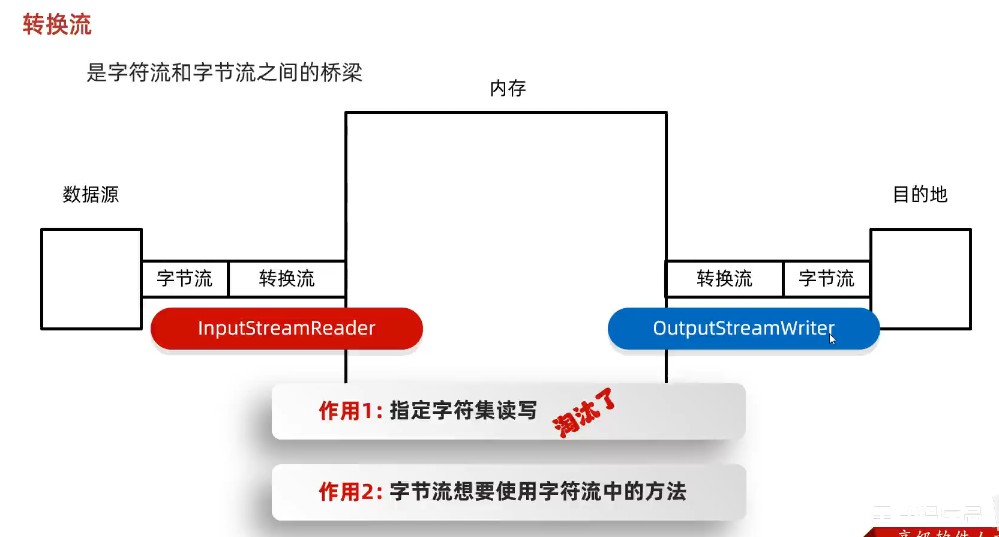 转换流
是字符流和字节流之间的桥梁
内存
数据源
目的地
字节流
转换流
转换流
字节流
InputStreamReader
OutputStreamWriter
作用1: 指定字符集读写
淘汰了
作用2: 字节流想要使用字符流中的方法